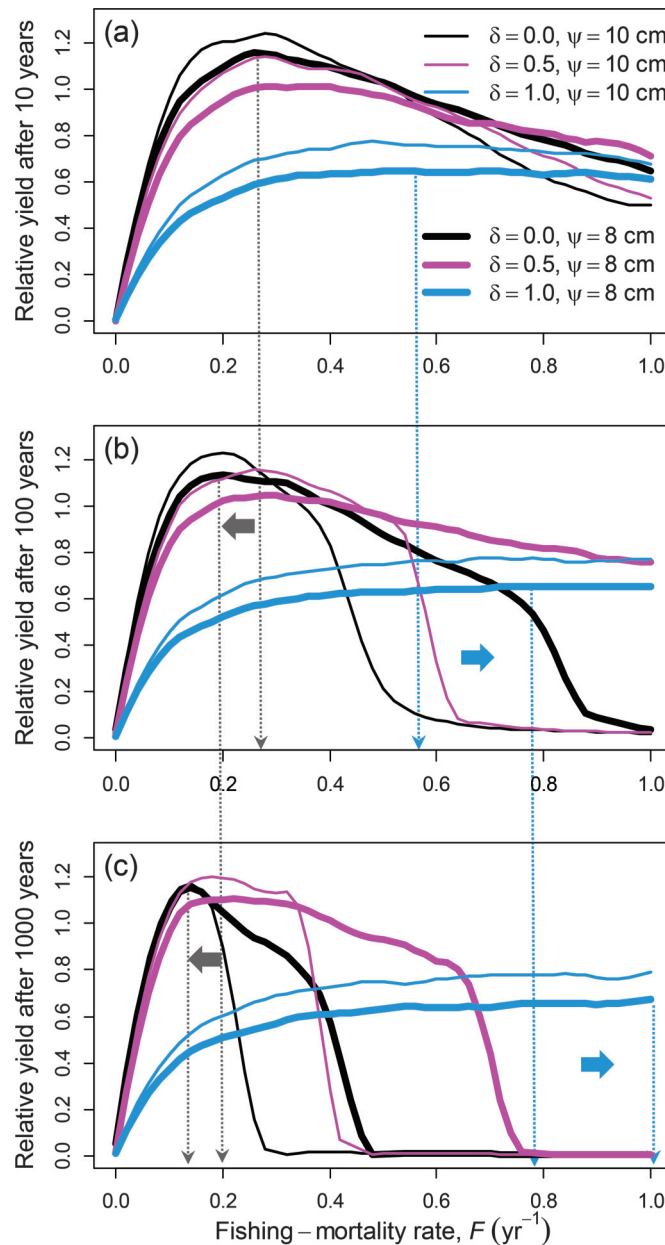 (a)
δ = 0.0, ψ = 10 cm
δ = 0.5, ψ = 10 cm
δ = 1.0, ψ = 10 cm
δ = 0.0, ψ = 8 cm
δ = 0.5, ψ = 8 cm
δ = 1.0, ψ = 8 cm
Relative yield after 10 years
0.0 0.2 0.4 0.6 0.8 1.0 1.2
0.0 0.2 0.4 0.6 0.8 1.0
(b)
Relative yield after 100 years
0.0 0.2 0.4 0.6 0.8 1.0 1.2
0.0 0.2 0.4 0.6 0.8 1.0
(c)
Relative yield after 1000 years
0.0 0.2 0.4 0.6 0.8 1.0 1.2
0.0 0.2 0.4 0.6 0.8 1.0
Fishing – mortality rate, F (yr⁻¹)